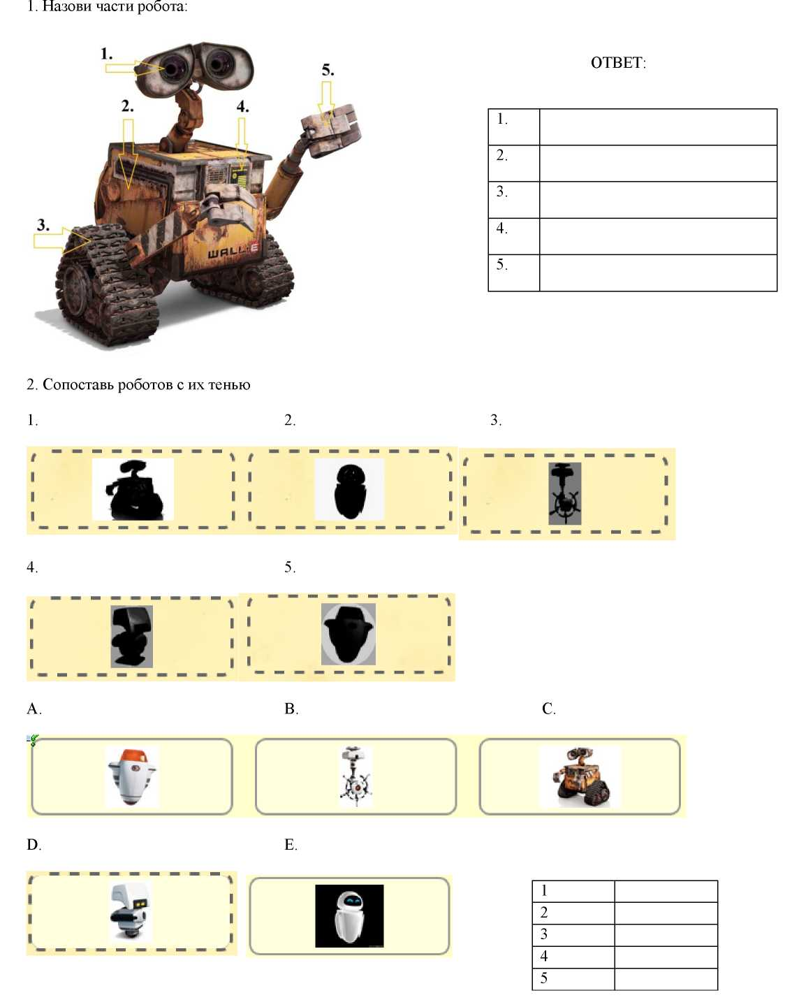 1. Назови части робота:
ОТВЕТ:
1.
2.
3.
4.
5.
WALL·E
1.
2.
3.
4.
5.
2. Сопоставь роботов с их тенью
1. 2. 3.
4. 5.
A. B. C.
D. E.
1
2
3
4
5